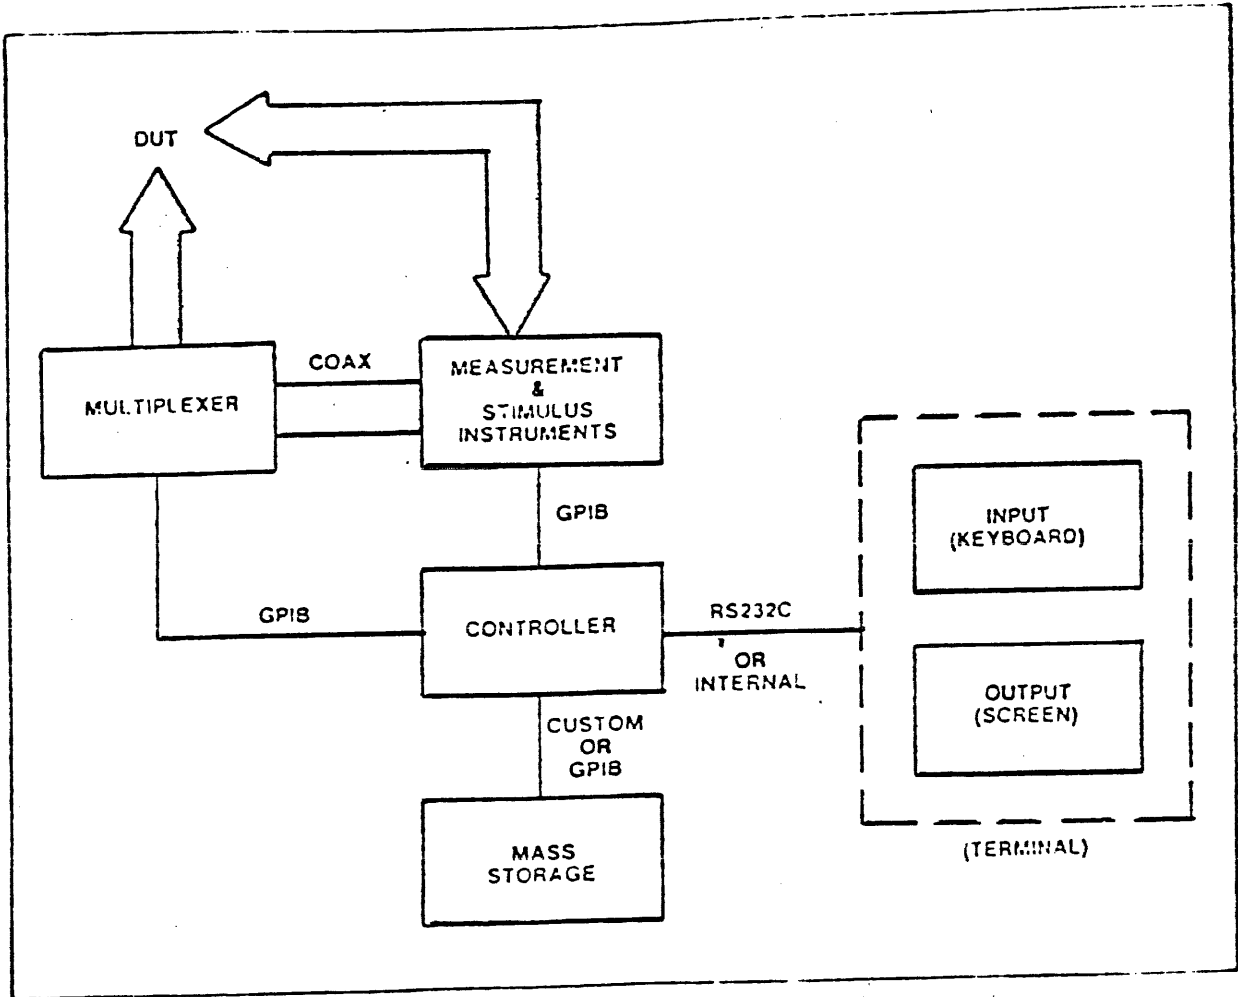 DUT
COAX
MULTIPLEXER
MEASUREMENT
&
STIMULUS
INSTRUMENTS
GPIB
INPUT
(KEYBOARD)
GPIB
CONTROLLER
RS232C
OR
INTERNAL
OUTPUT
(SCREEN)
CUSTOM
OR
GPIB
(TERMINAL)
MASS
STORAGE